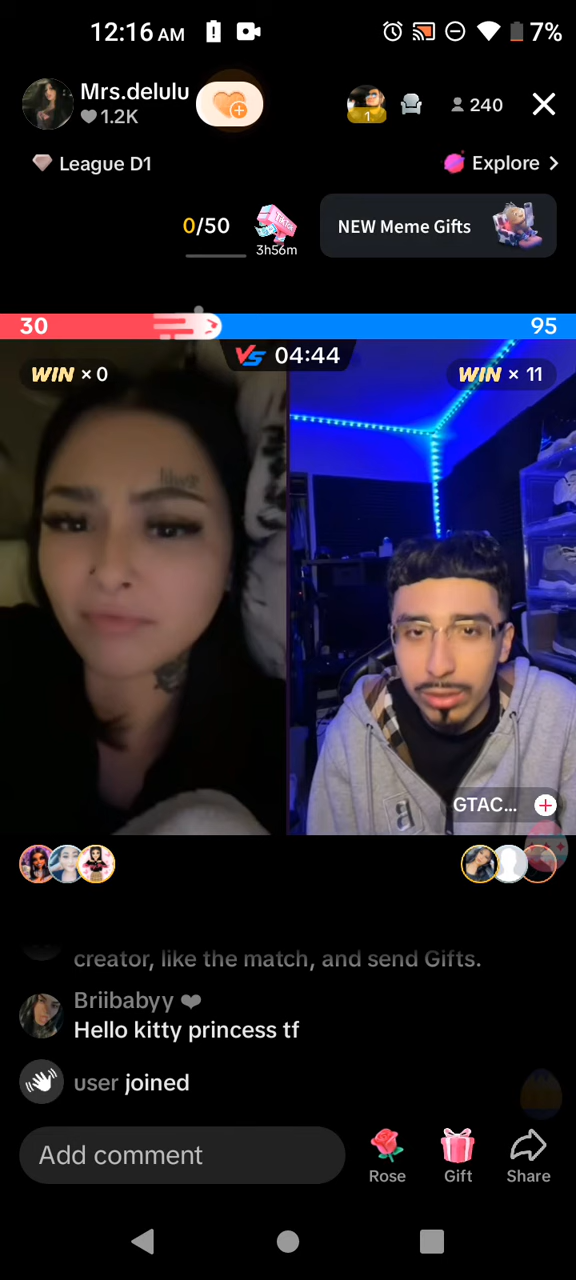 12:16 AM
7%
Mrs.delulu
1.2K
1
240
League D1
Explore
0/50
TikTok
3h56m
NEW Meme Gifts
30
95
VS 04:44
WIN × 0
WIN × 11
GTAC...
creator, like the match, and send Gifts.
Briibabyy
Hello kitty princess tf
user joined
Add comment
Rose
Gift
Share